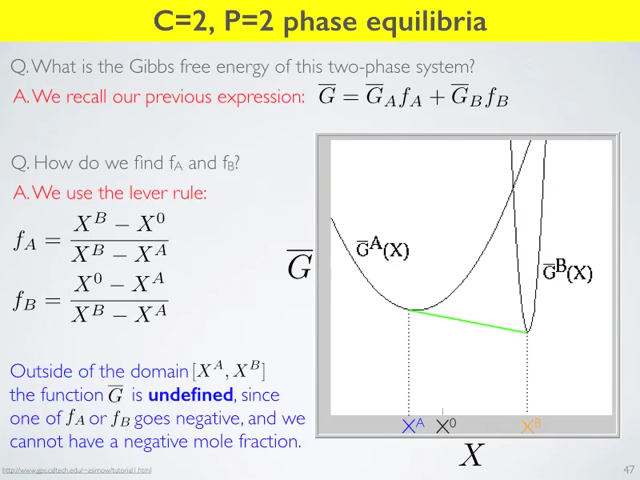 C=2, P=2 phase equilibria
Q. What is the Gibbs free energy of this two-phase system?
A. We recall our previous expression: G̅ = G̅_A f_A + G̅_B f_B
Q. How do we find f_A and f_B?
A. We use the lever rule:
f_A = (X^B − X^0) / (X^B − X^A)
f_B = (X^0 − X^A) / (X^B − X^A)
Outside of the domain [X^A, X^B]
the function G̅ is undefined, since
one of f_A or f_B goes negative, and we
cannot have a negative mole fraction.
G̅
G̅^A(X)
G̅^B(X)
X^A X^0 X^B
X
http://www.gps.caltech.edu/~asimow/tutorial1.html
47